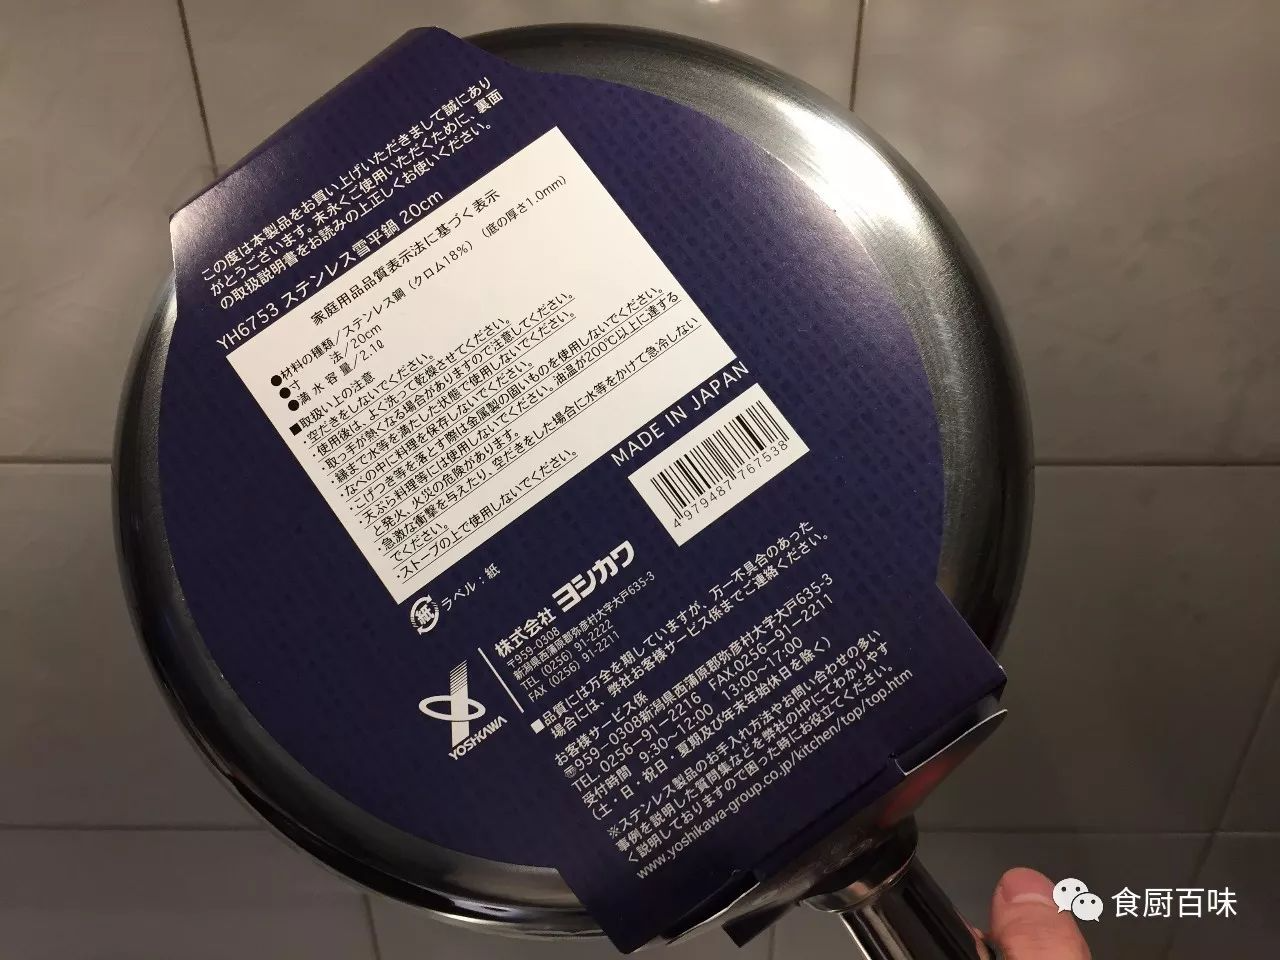 この度は本製品をお買い上げいただきまして誠にあり
がとうございます。末永くご使用いただくために、裏面
の取扱説明書をお読みの上正しくお使いください。
YH6753 ステンレス雪平鍋 20cm
家庭用品品質表示法に基づく表示
●材料の種類/ステンレス鋼(クロム18%)(底の厚さ1.0mm)
●寸 法/20cm
●満水容量/2.1ℓ
■取扱い上の注意
・空だきをしないでください。
・使用後は、よく洗って乾燥させてください。
・取っ手が熱くなる場合がありますので注意してください。
・縁まで水等を満たした状態で使用しないでください。
・なべの中に料理を保存しないでください。
・こげつき等を落とす際は金属製の固いものを使用しないでください。
・天ぷら料理等には使用しないでください。油温が200℃以上に達する
と発火、火災の危険があります。
・急激な衝撃を与えたり、空だきをした場合に水等をかけて急冷しない
でください。
・ストーブの上で使用しないでください。
MADE IN JAPAN
4 979487 767538
紙
ラベル:紙
YOSHIKAWA
株式会社 ヨシカワ
〒959-0308
新潟県西蒲原郡弥彦村大字大戸635-3
TEL (0256) 91-2222
FAX (0256) 91-2211
■品質には万全を期していますが、万一不具合のあった
場合には、弊社お客様サービス係までご連絡ください。
お客様サービス係
〒959-0308新潟県西蒲原郡弥彦村大字大戸635-3
TEL.0256-91-2216 FAX.0256-91-2211
受付時間 9:30~12:00 13:00~17:00
(土・日・祝日・夏期及び年末年始休日を除く)
※ステンレス製品のお手入れ方法やお問い合わせの多い
事例を説明した質問集などを弊社のHPにてわかりやす
く説明しておりますので困った時にお役立てください。
www.yoshikawa-group.co.jp/kitchen/top/top.htm
食厨百味